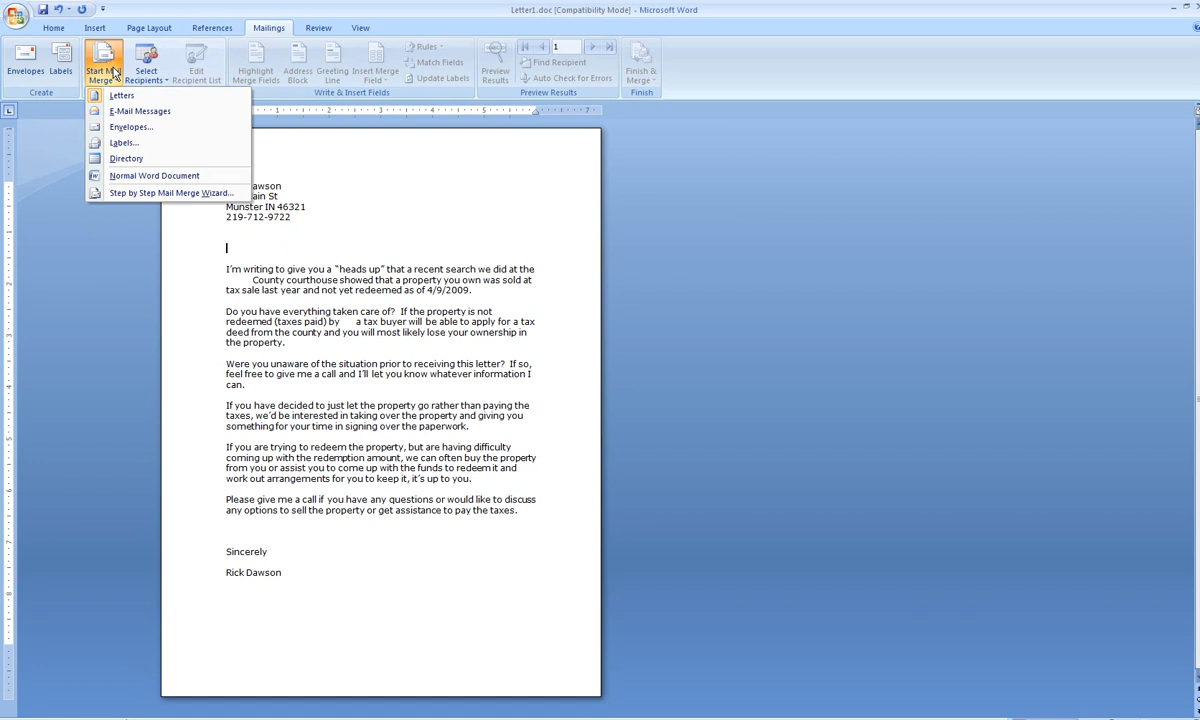 Letter1.doc [Compatibility Mode] - Microsoft Word
Home Insert Page Layout References Mailings Review View
Envelopes Labels Start Mail Merge Select Recipients Edit Recipient List Highlight Merge Fields Address Block Greeting Line Insert Merge Field Rules Match Fields Update Labels Preview Results 1 Find Recipient Auto Check for Errors Finish & Merge
Create Write & Insert Fields Preview Results Finish
Letters
E-Mail Messages
Envelopes...
Labels...
Directory
Normal Word Document
Step by Step Mail Merge Wizard...
1 2 3 4 5 7
awson
ain St
Munster IN 46321
219-712-9722
I'm writing to give you a "heads up" that a recent search we did at the
County courthouse showed that a property you own was sold at
tax sale last year and not yet redeemed as of 4/9/2009.
Do you have everything taken care of? If the property is not
redeemed (taxes paid) by a tax buyer will be able to apply for a tax
deed from the county and you will most likely lose your ownership in
the property.
Were you unaware of the situation prior to receiving this letter? If so,
feel free to give me a call and I'll let you know whatever information I
can.
If you have decided to just let the property go rather than paying the
taxes, we'd be interested in taking over the property and giving you
something for your time in signing over the paperwork.
If you are trying to redeem the property, but are having difficulty
coming up with the redemption amount, we can often buy the property
from you or assist you to come up with the funds to redeem it and
work out arrangements for you to keep it, it's up to you.
Please give me a call if you have any questions or would like to discuss
any options to sell the property or get assistance to pay the taxes.
Sincerely
Rick Dawson